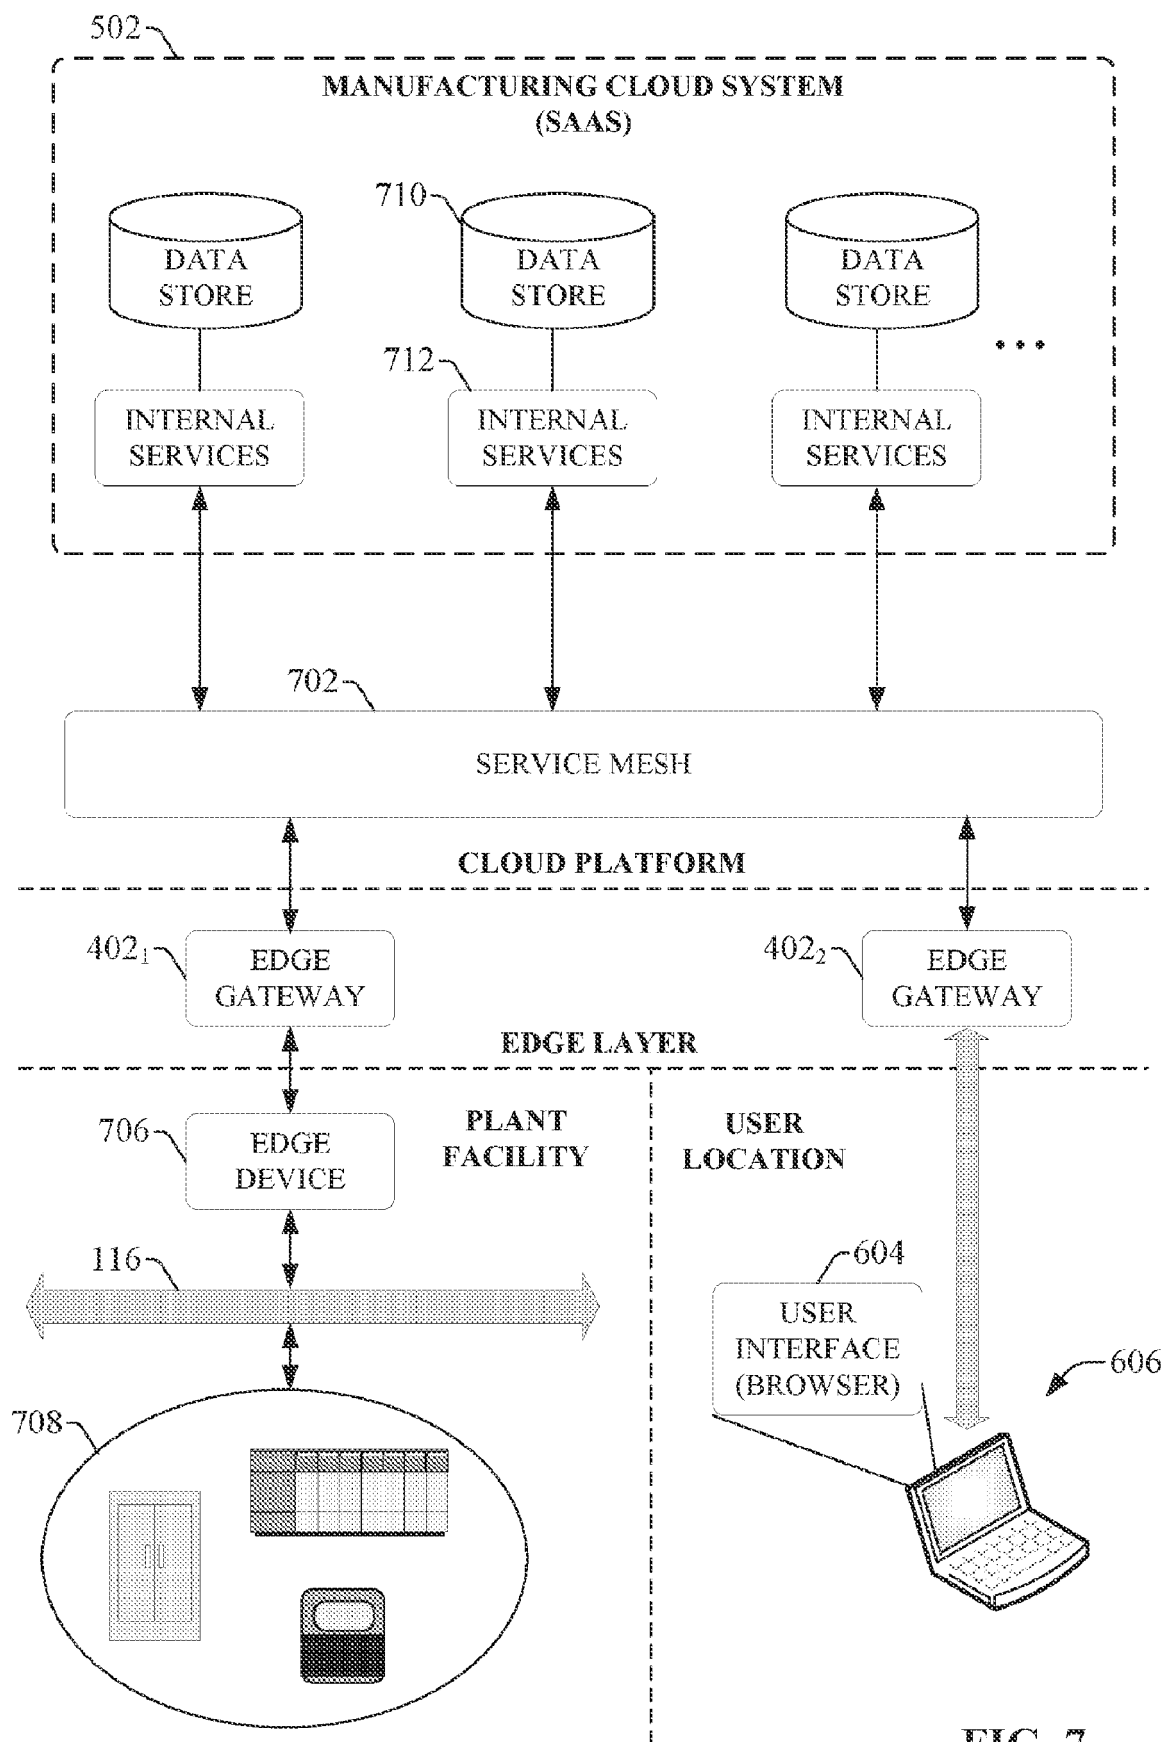 502
MANUFACTURING CLOUD SYSTEM
(SAAS)
710
DATA
STORE
DATA
STORE
DATA
STORE
...
712
INTERNAL
SERVICES
INTERNAL
SERVICES
INTERNAL
SERVICES
702
SERVICE MESH
CLOUD PLATFORM
402₁
EDGE
GATEWAY
402₂
EDGE
GATEWAY
EDGE LAYER
706
EDGE
DEVICE
PLANT
FACILITY
USER
LOCATION
116
604
USER
INTERFACE
(BROWSER)
606
708
FIG. 7